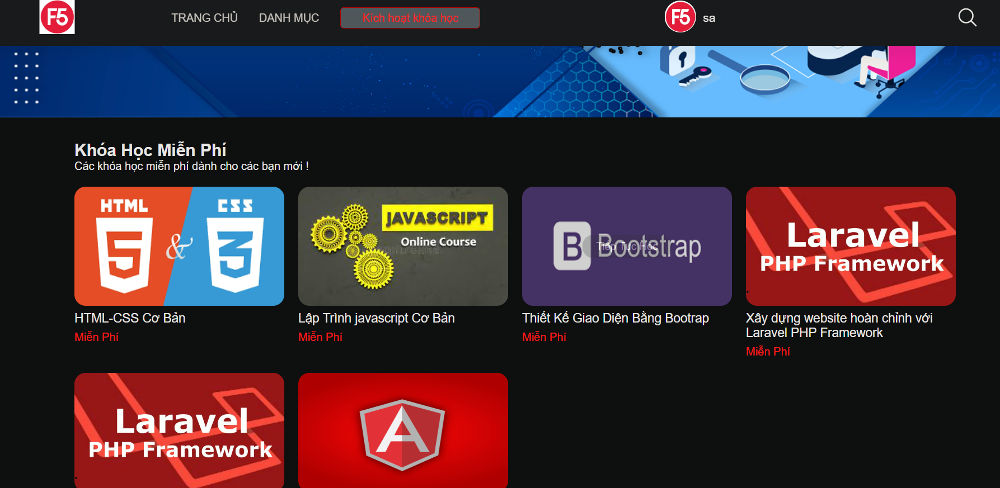 F5
TRANG CHỦ
DANH MỤC
Kích hoạt khóa học
F5
sa
Khóa Học Miễn Phí
Các khóa học miễn phí dành cho các bạn mới !
HTML
CSS
5
&
3
JAVASCRIPT
Online Course
B
Bootstrap
Tiếp Tục Học
Laravel
PHP Framework
HTML-CSS Cơ Bản
Miễn Phí
Lập Trình javascript Cơ Bản
Miễn Phí
Thiết Kế Giao Diện Bằng Bootrap
Miễn Phí
Xây dựng website hoàn chỉnh với
Laravel PHP Framework
Miễn Phí
Laravel
PHP Framework
A